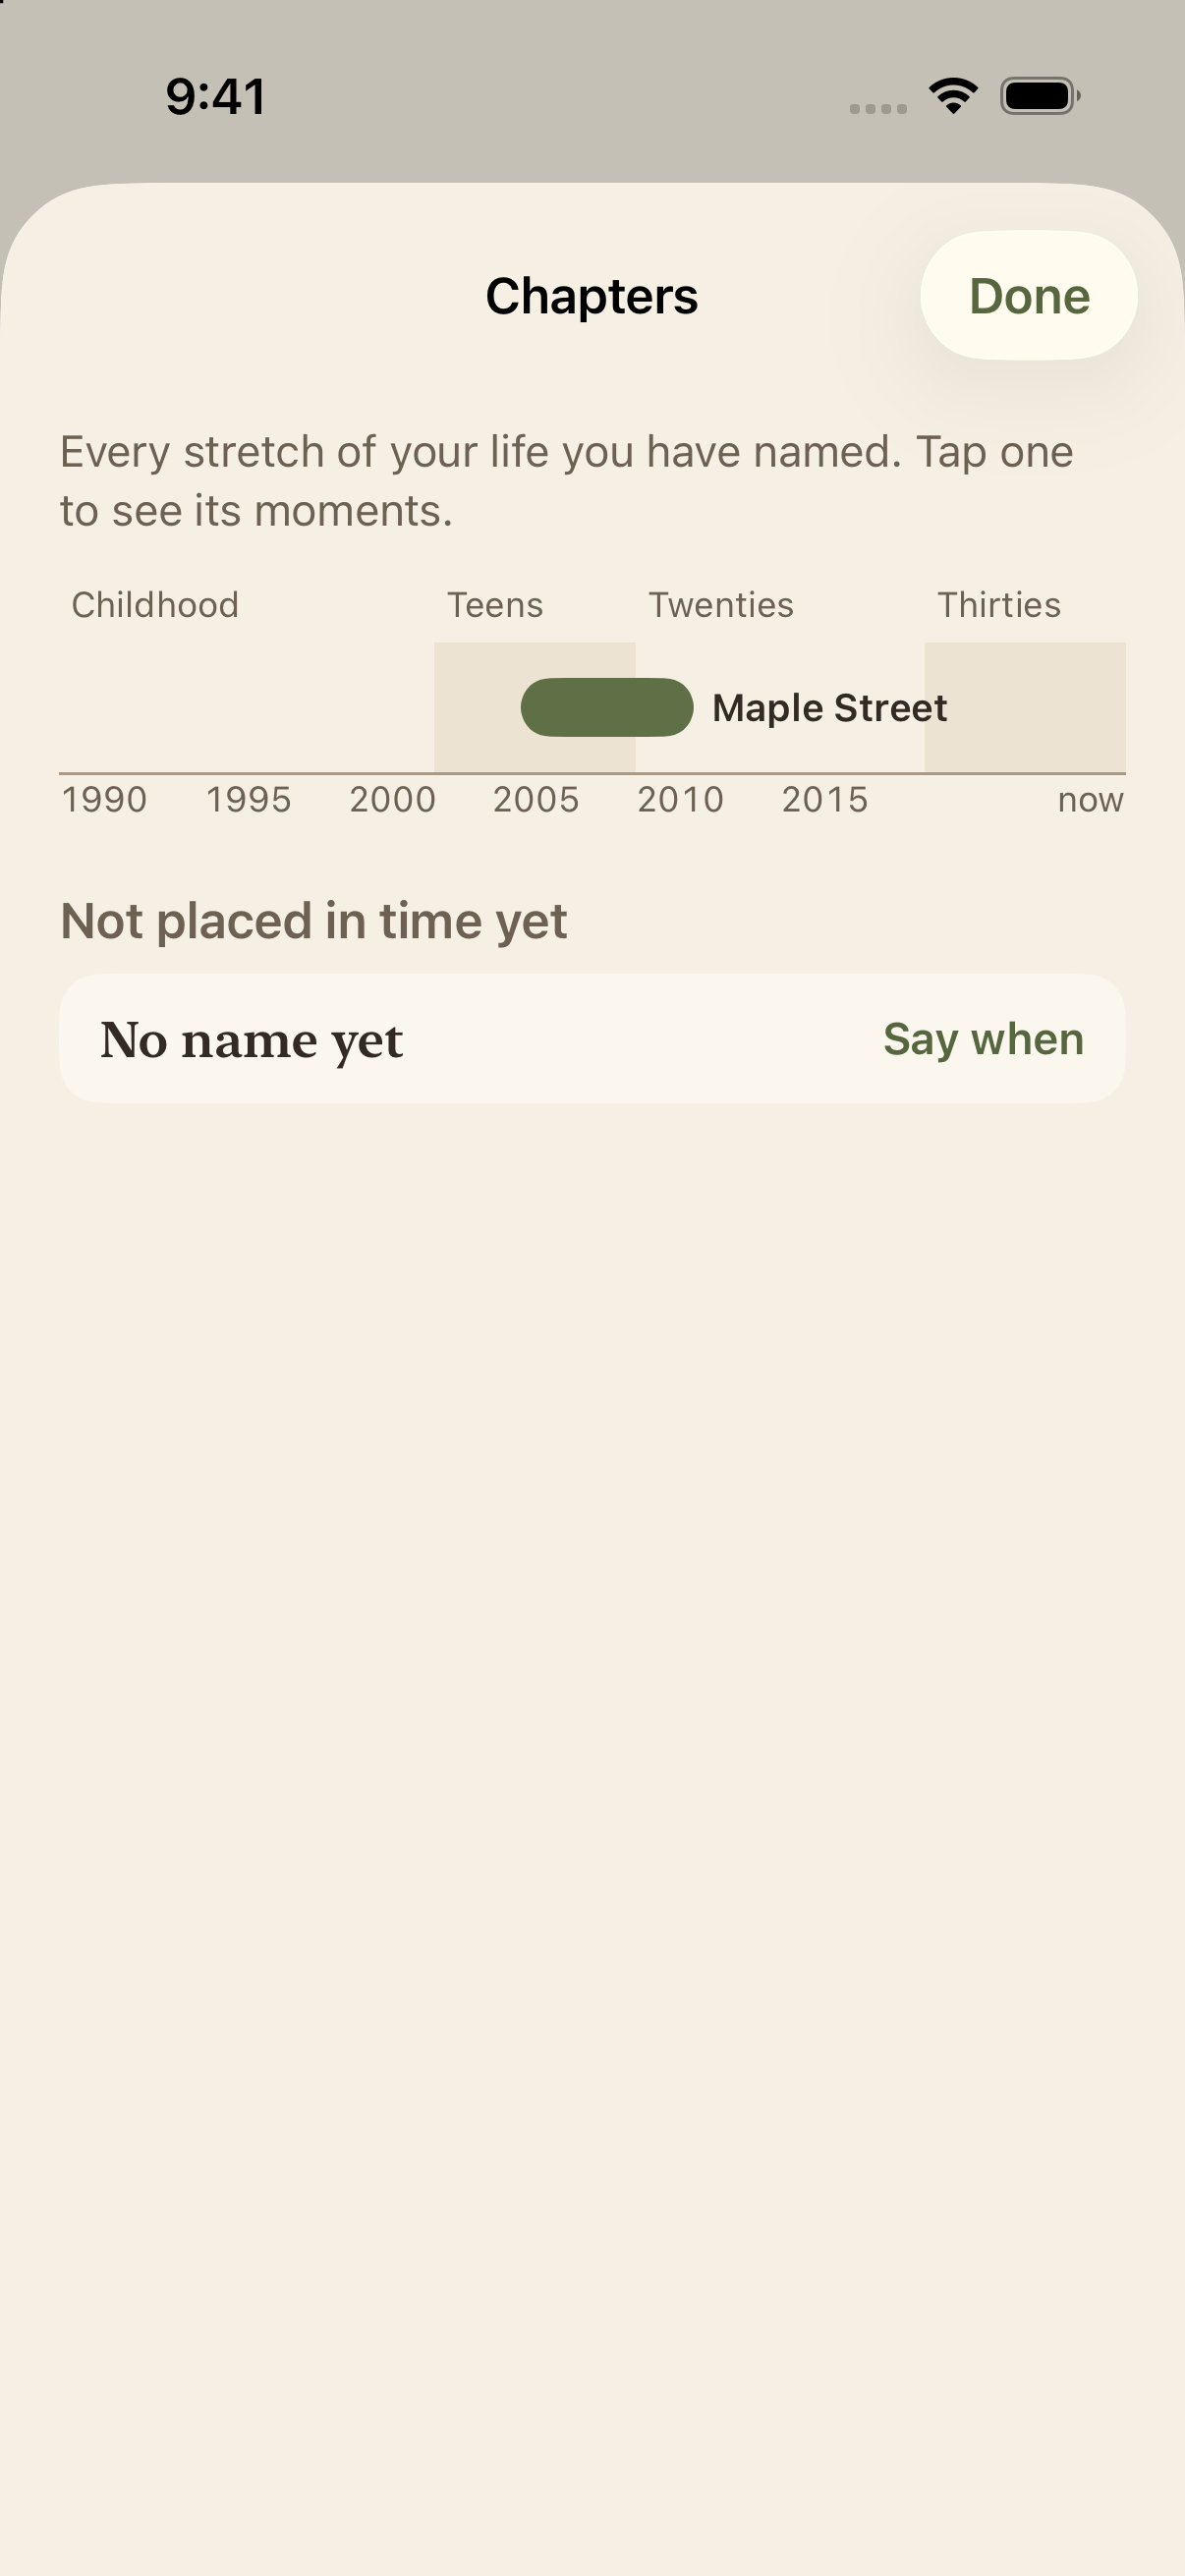 9:41
Chapters
Done
Every stretch of your life you have named. Tap one
to see its moments.
Childhood Teens Twenties Thirties
Maple Street
1990 1995 2000 2005 2010 2015 now
Not placed in time yet
No name yet Say when